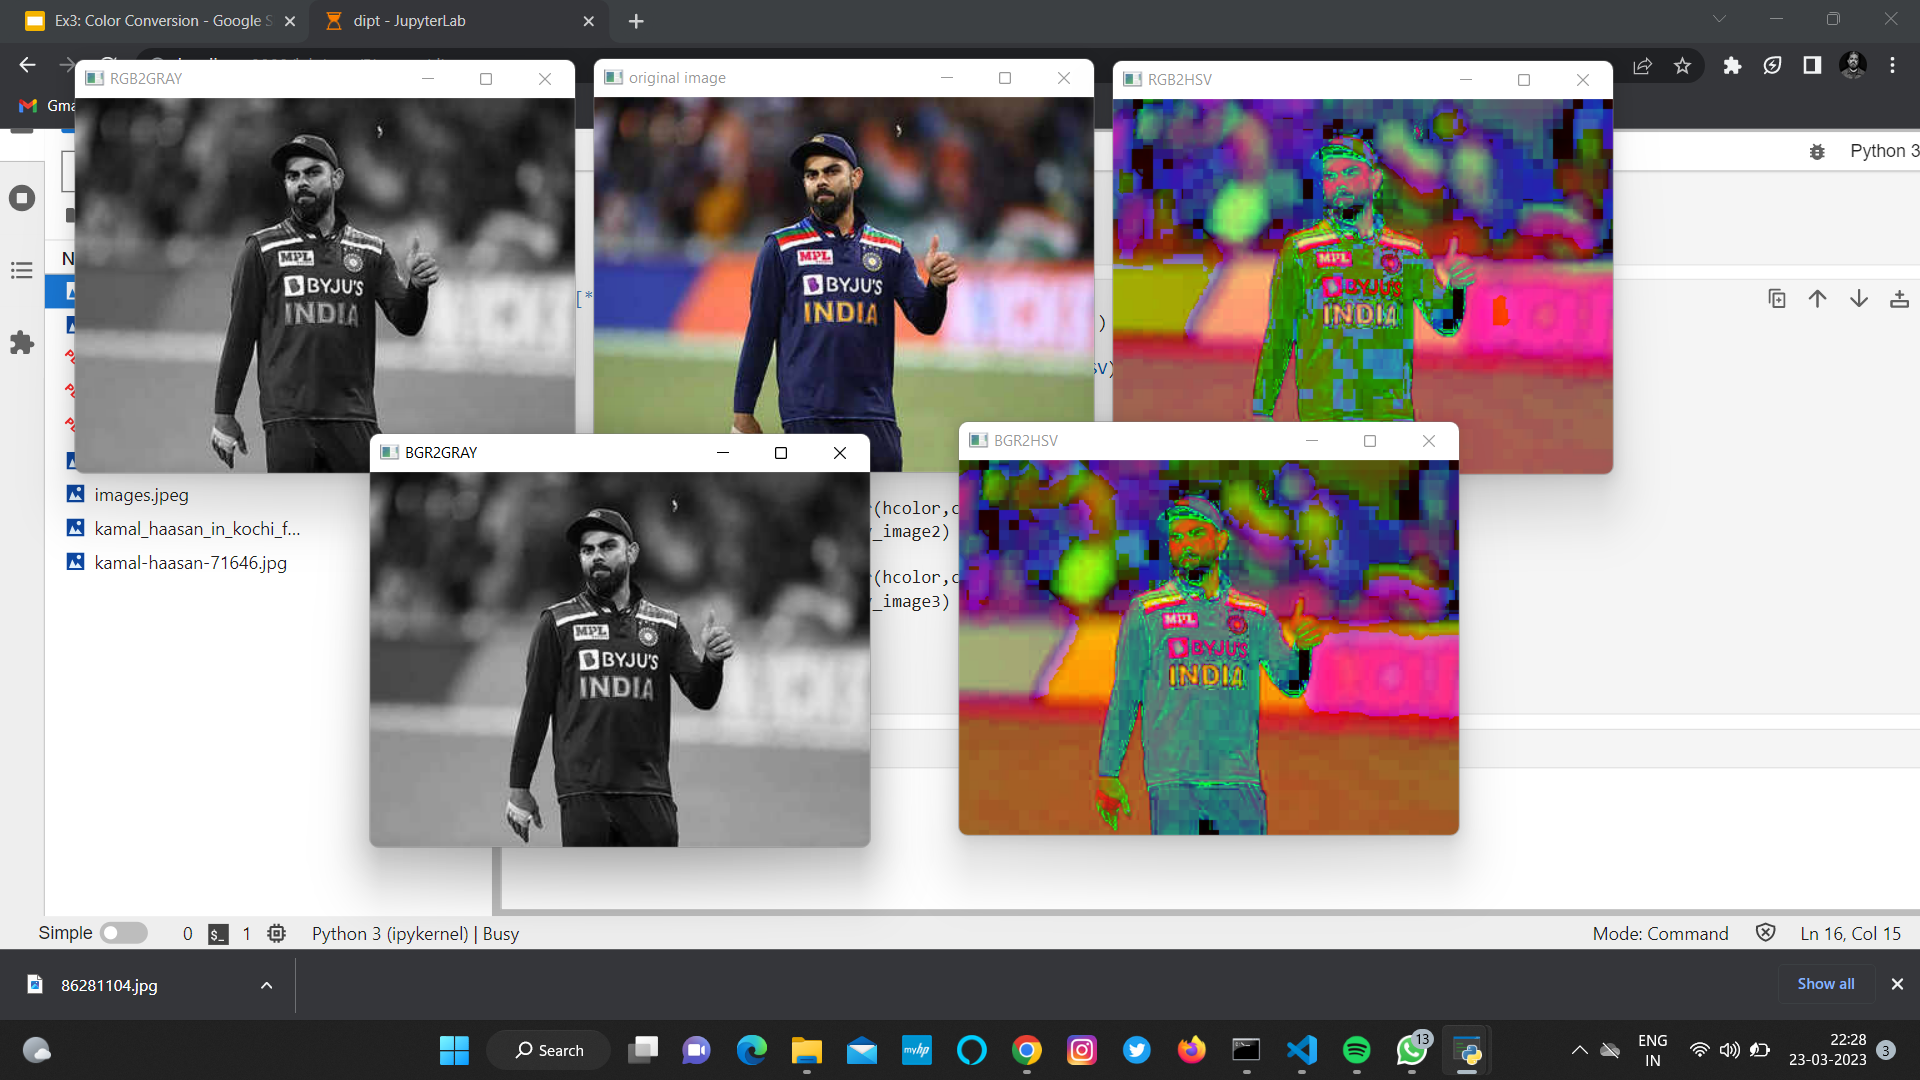 Ex3: Color Conversion - Google S
dipt - JupyterLab
Gma
RGB2GRAY
original image
RGB2HSV
MPL
BYJU'S
INDIA
MPL
BYJU'S
INDIA
MPL
BYJU'S
INDIA
Python 3
N
[*
)
SV)
BGR2GRAY
BGR2HSV
MPL
BYJU'S
INDIA
MPL
BYJU'S
INDIA
images.jpeg
kamal_haasan_in_kochi_f...
kamal-haasan-71646.jpg
r(hcolor,c
_image2)
r(hcolor,c
_image3)
Simple 0 $_ 1 Python 3 (ipykernel) | Busy
Mode: Command Ln 16, Col 15
86281104.jpg
Show all
Search
myhp
13
ENG
IN
22:28
23-03-2023
3